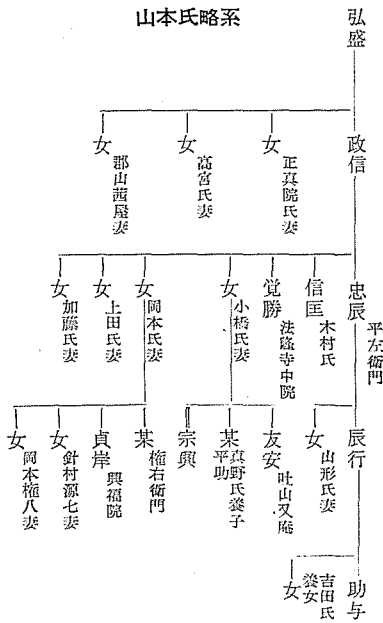 山本氏略系
弘盛
政信
女 正真院氏妻
女 高宮氏妻
女 郡山茜屋妻
忠辰 平左衛門
信匡 木村氏
覚勝 法隆寺中院
女 小橋氏妻
女 岡本氏妻
女 上田氏妻
女 加藤氏妻
辰行
女 山形氏妻
友安 吐山又庵
某 真野氏養子 平助
宗興
某 権右衛門
貞岸 興福院
女 針村源七妻
女 岡本権八妻
助与
女 吉田氏養女